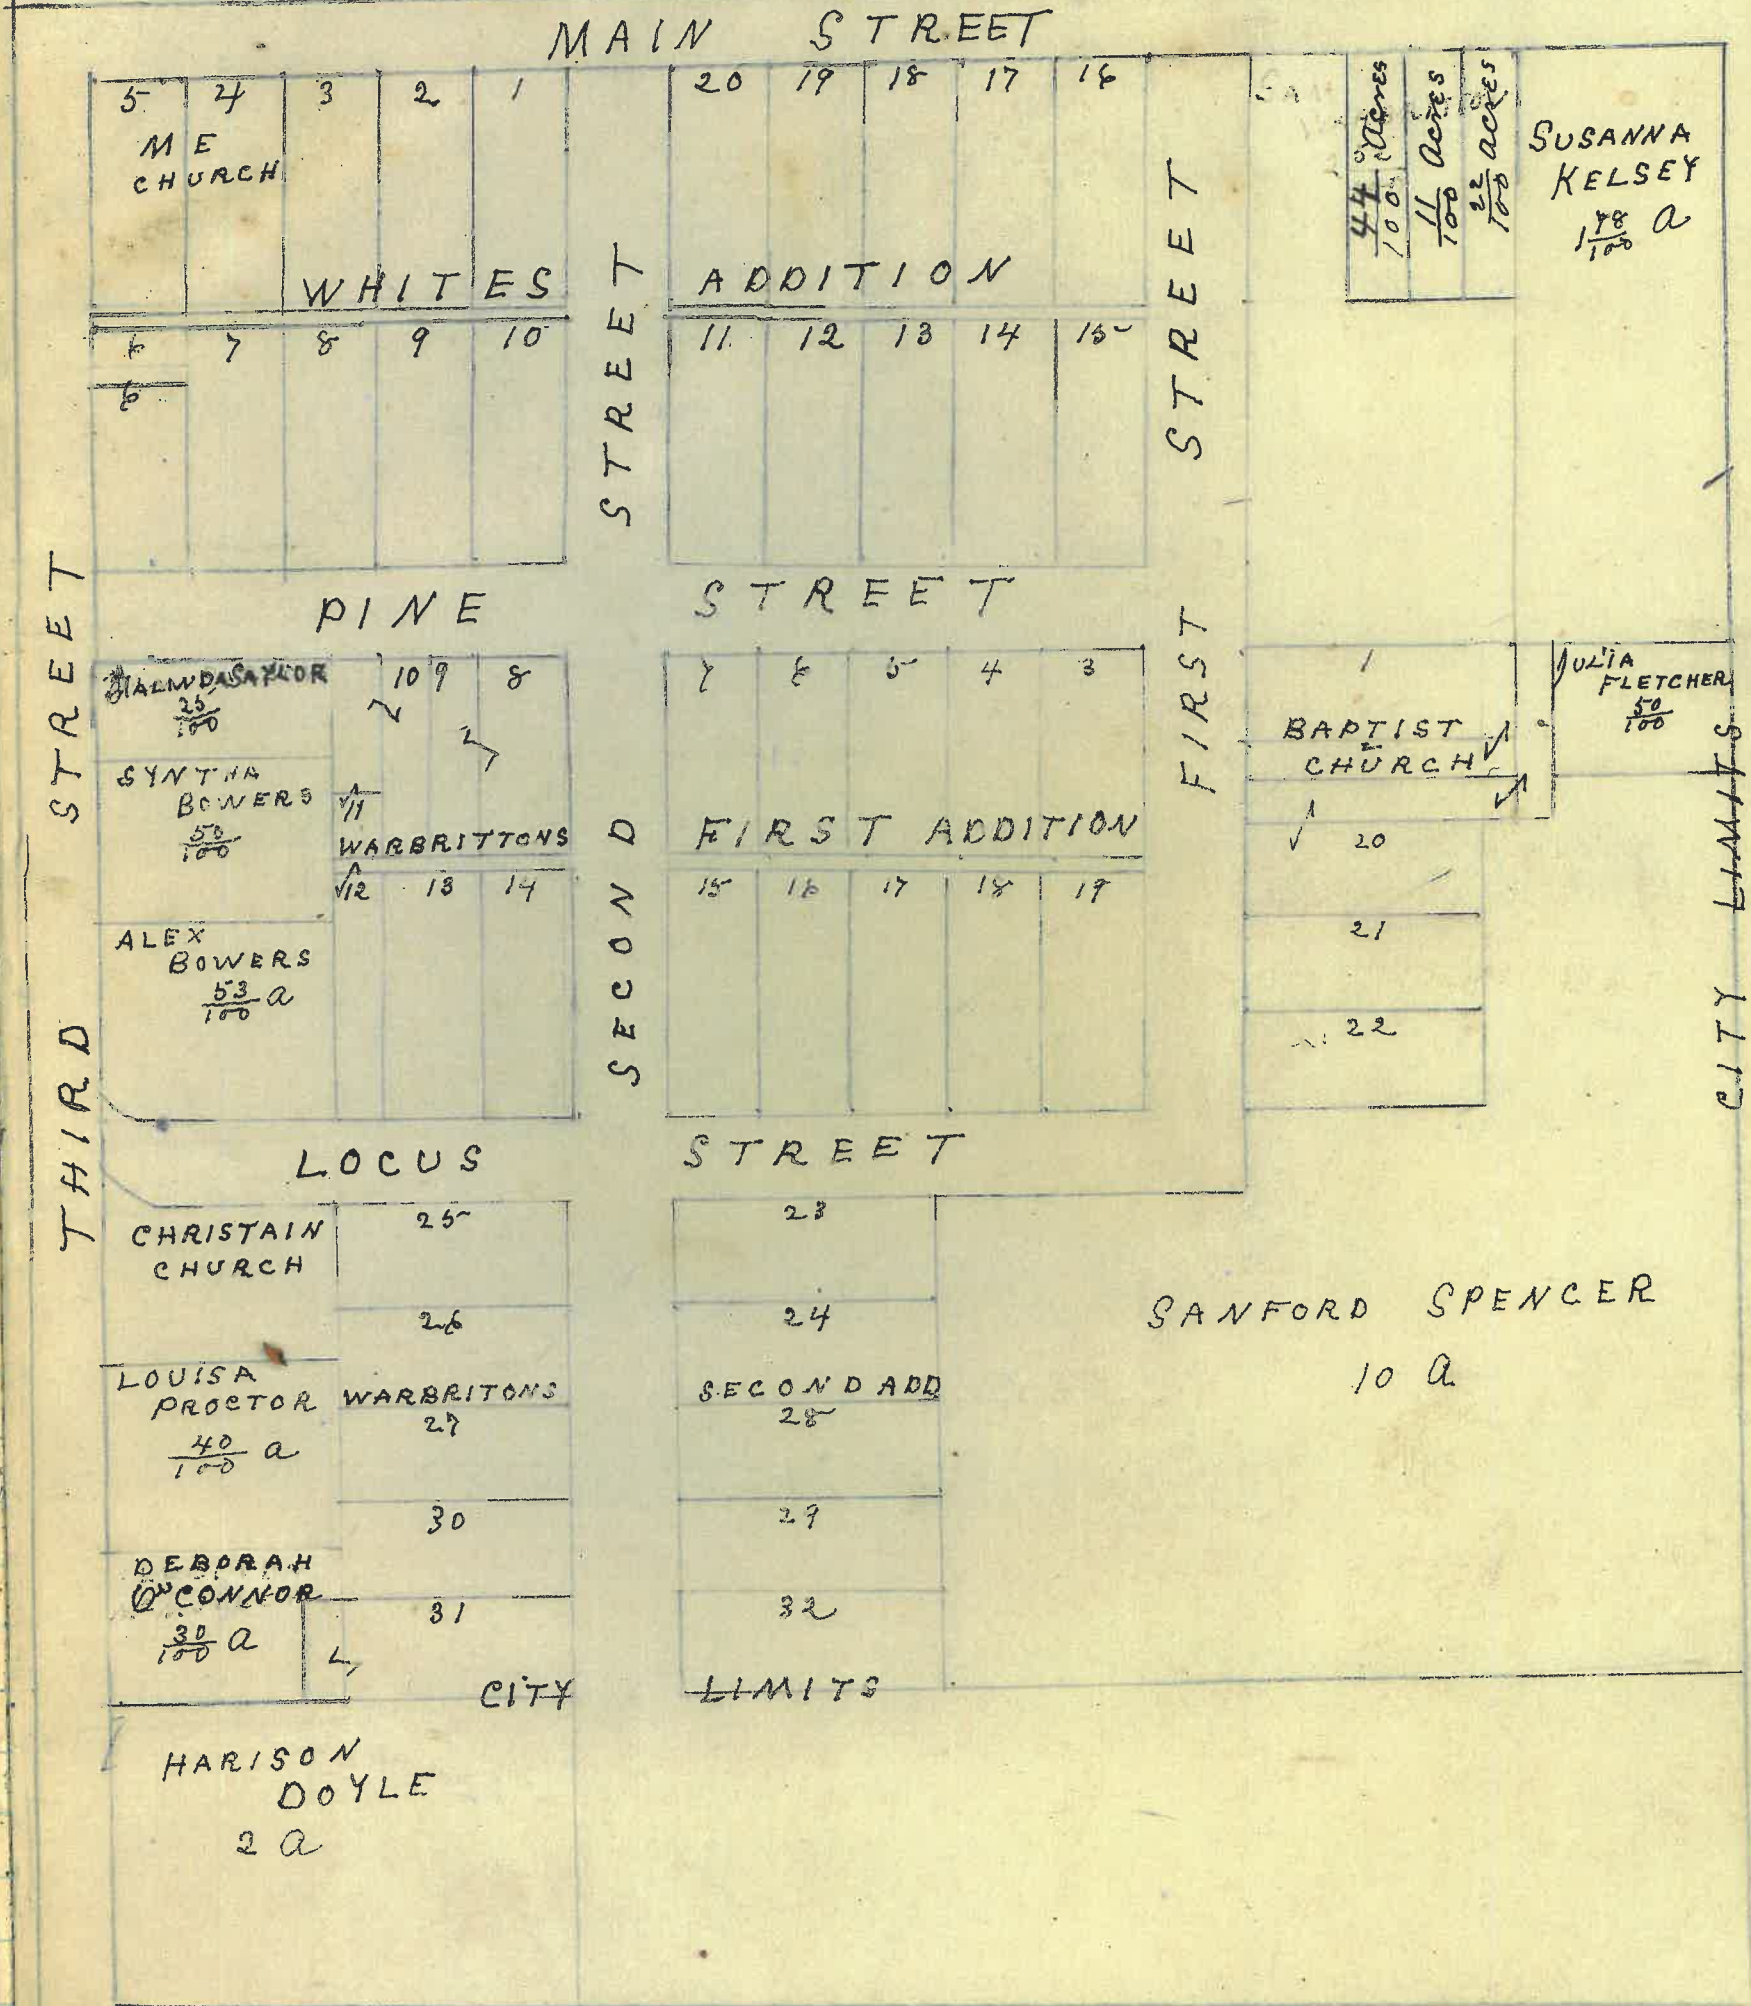 MAIN STREET
5 4 3 2 1
20 19 18 17 16
M E
CHURCH
44/100 acres
11/100 acres
22/100 acres
SUSANNA
KELSEY
a
WHITES ADDITION
6 7 8 9 10
11 12 13 14 15
6
PINE STREET
SAYLOR
25/100
10 9 8
7 6 5 4 3
1
JULIA
FLETCHER
50/100
BAPTIST
2
CHURCH
SYNTHA
BOWERS
50/100
11
WARBRITTONS FIRST ADDITION
20
12 13 14
15 16 17 18 19
ALEX
BOWERS
53/100 a
21
22
LOCUS STREET
CHRISTAIN
CHURCH
25
23
26
24
SANFORD SPENCER
10 a
LOUISA
PROCTOR
40/100 a
WARBRITONS SECOND ADD
27
28
30
29
DEBORAH
O'CONNOR
30/100 a
31
32
CITY LIMITS
HARISON
DOYLE
2 a
THIRD STREET
SECOND STREET
FIRST STREET
CITY LIMITS